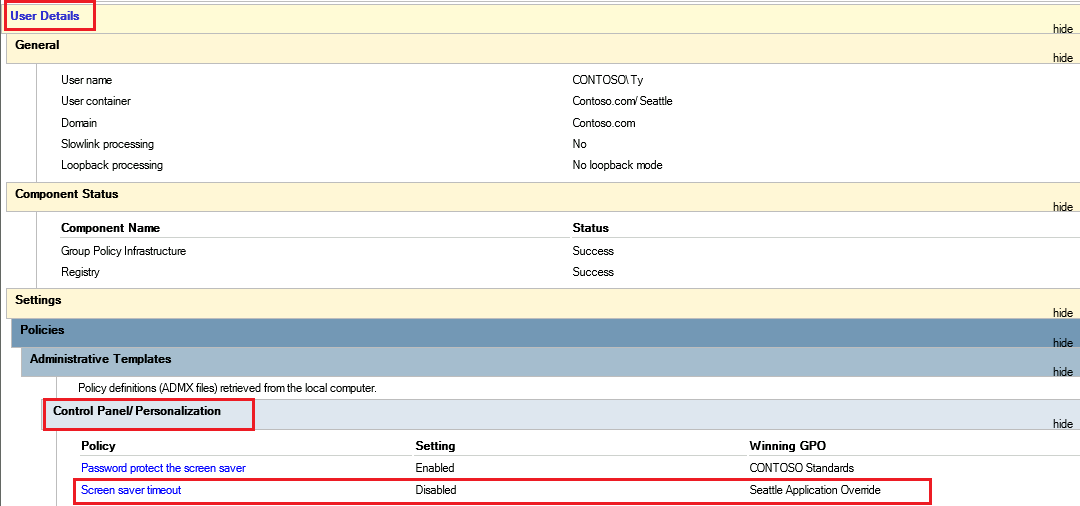 User Details
hide
General
hide
User name CONTOSO\Ty
User container Contoso.com/Seattle
Domain Contoso.com
Slowlink processing No
Loopback processing No loopback mode
Component Status
hide
Component Name Status
Group Policy Infrastructure Success
Registry Success
Settings
hide
Policies
hide
Administrative Templates
hide
Policy definitions (ADMX files) retrieved from the local computer.
Control Panel/Personalization
hide
Policy Setting Winning GPO
Password protect the screen saver Enabled CONTOSO Standards
Screen saver timeout Disabled Seattle Application Override